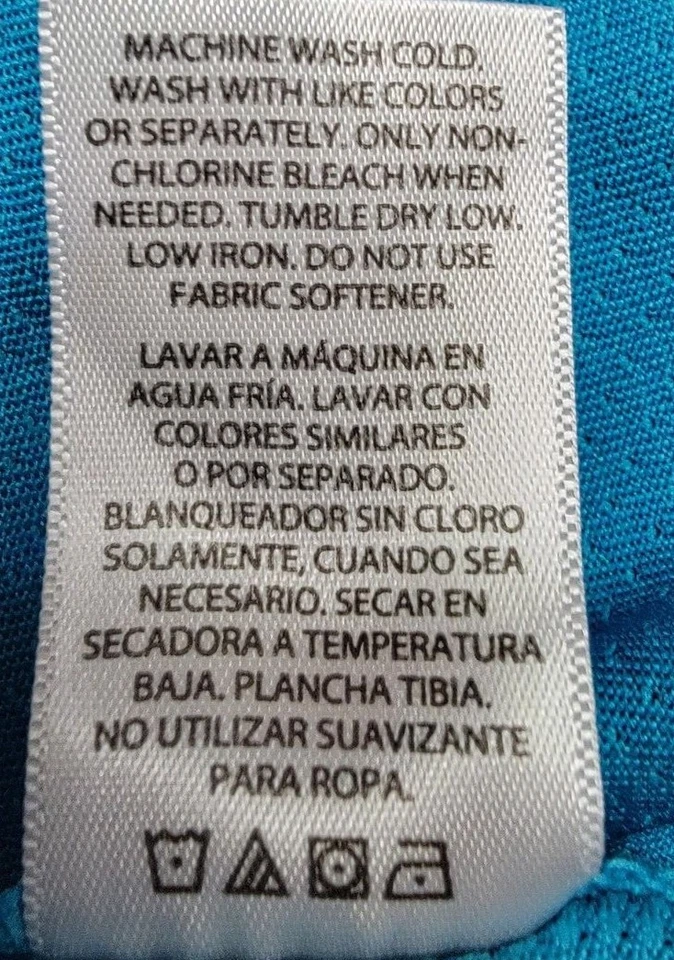 MACHINE WASH COLD.
WASH WITH LIKE COLORS
OR SEPARATELY. ONLY NON-
CHLORINE BLEACH WHEN
NEEDED. TUMBLE DRY LOW.
LOW IRON. DO NOT USE
FABRIC SOFTENER.
LAVAR A MÁQUINA EN
AGUA FRÍA. LAVAR CON
COLORES SIMILARES
O POR SEPARADO.
BLANQUEADOR SIN CLORO
SOLAMENTE, CUANDO SEA
NECESARIO. SECAR EN
SECADORA A TEMPERATURA
BAJA. PLANCHA TIBIA.
NO UTILIZAR SUAVIZANTE
PARA ROPA.